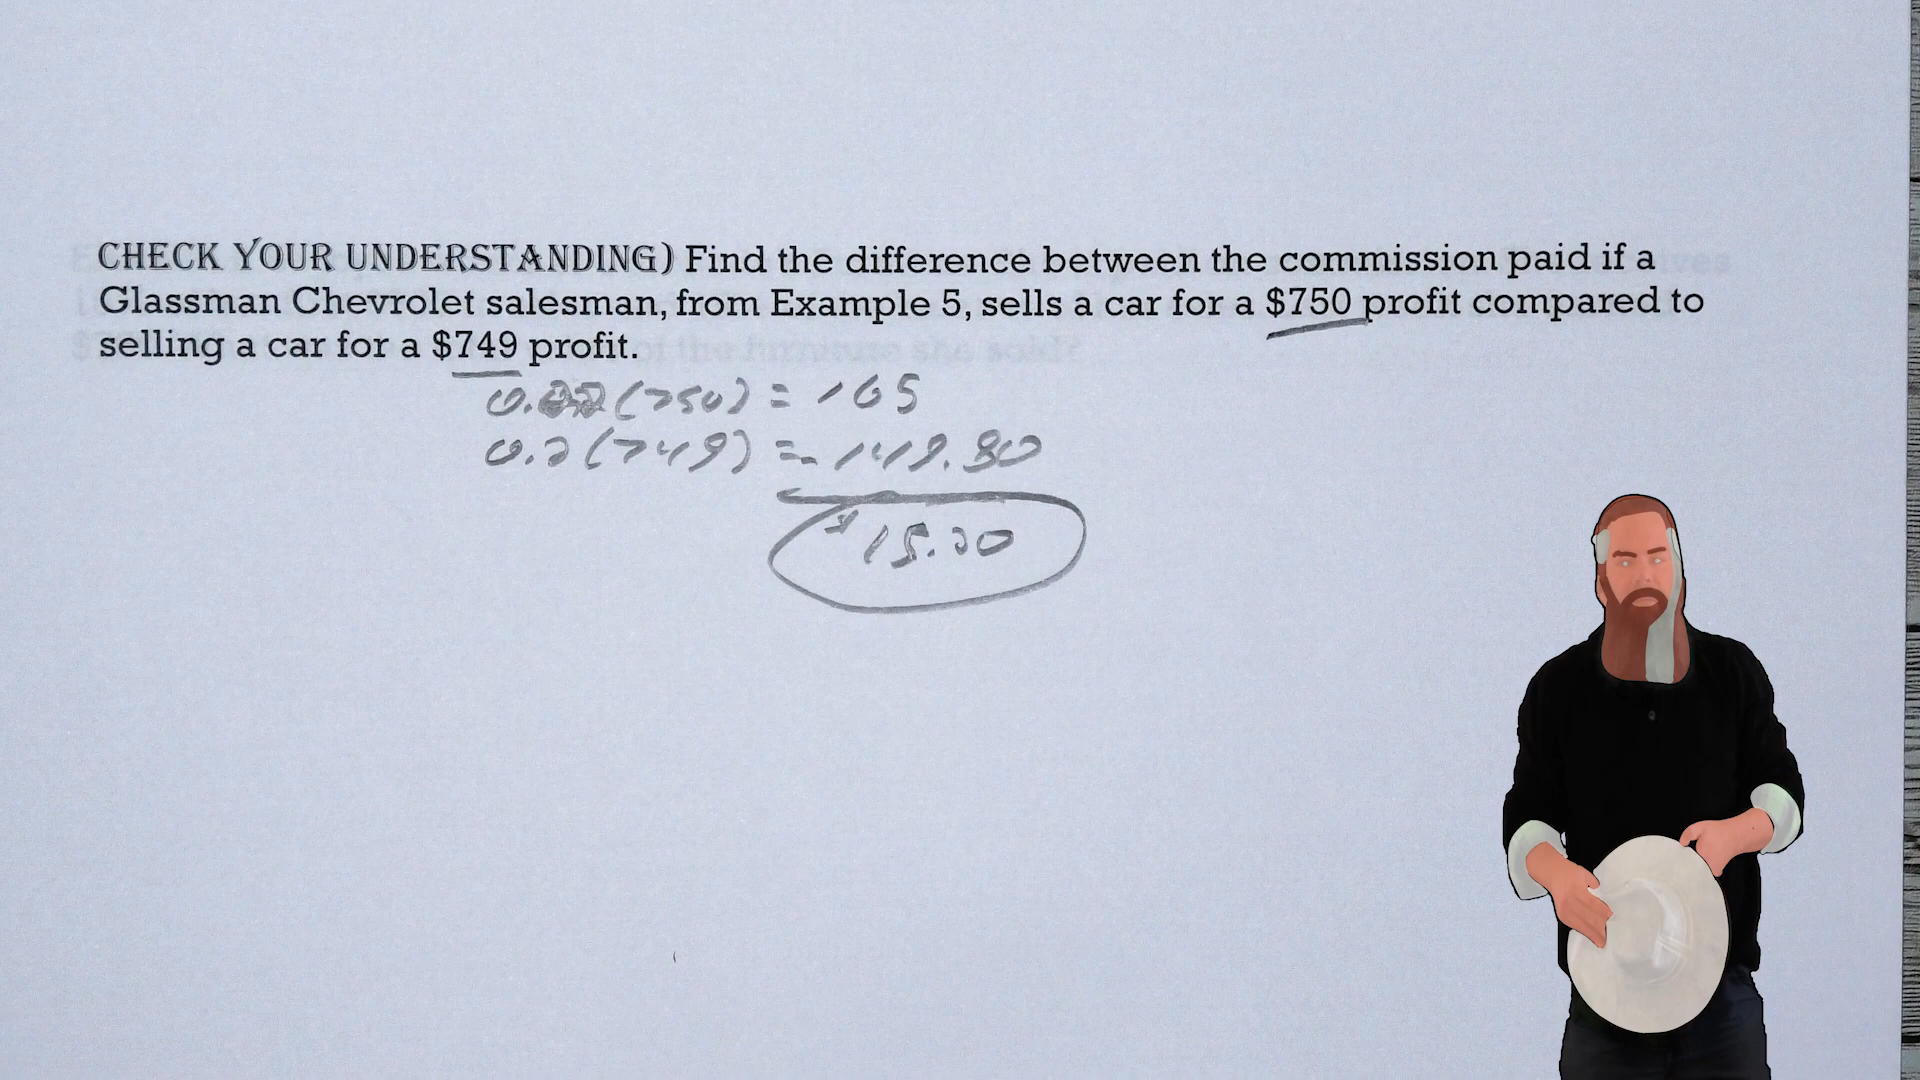 CHECK YOUR UNDERSTANDING) Find the difference between the commission paid if a
Glassman Chevrolet salesman, from Example 5, sells a car for a $750 profit compared to
selling a car for a $749 profit.
0.22(750) = 165
0.2(749) = 149.80
$15.20